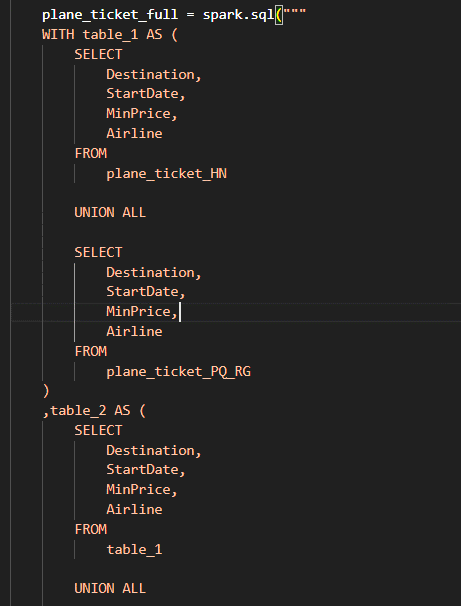 plane_ticket_full = spark.sql("""
WITH table_1 AS (
SELECT
Destination,
StartDate,
MinPrice,
Airline
FROM
plane_ticket_HN
UNION ALL
SELECT
Destination,
StartDate,
MinPrice,
Airline
FROM
plane_ticket_PQ_RG
)
,table_2 AS (
SELECT
Destination,
StartDate,
MinPrice,
Airline
FROM
table_1
UNION ALL